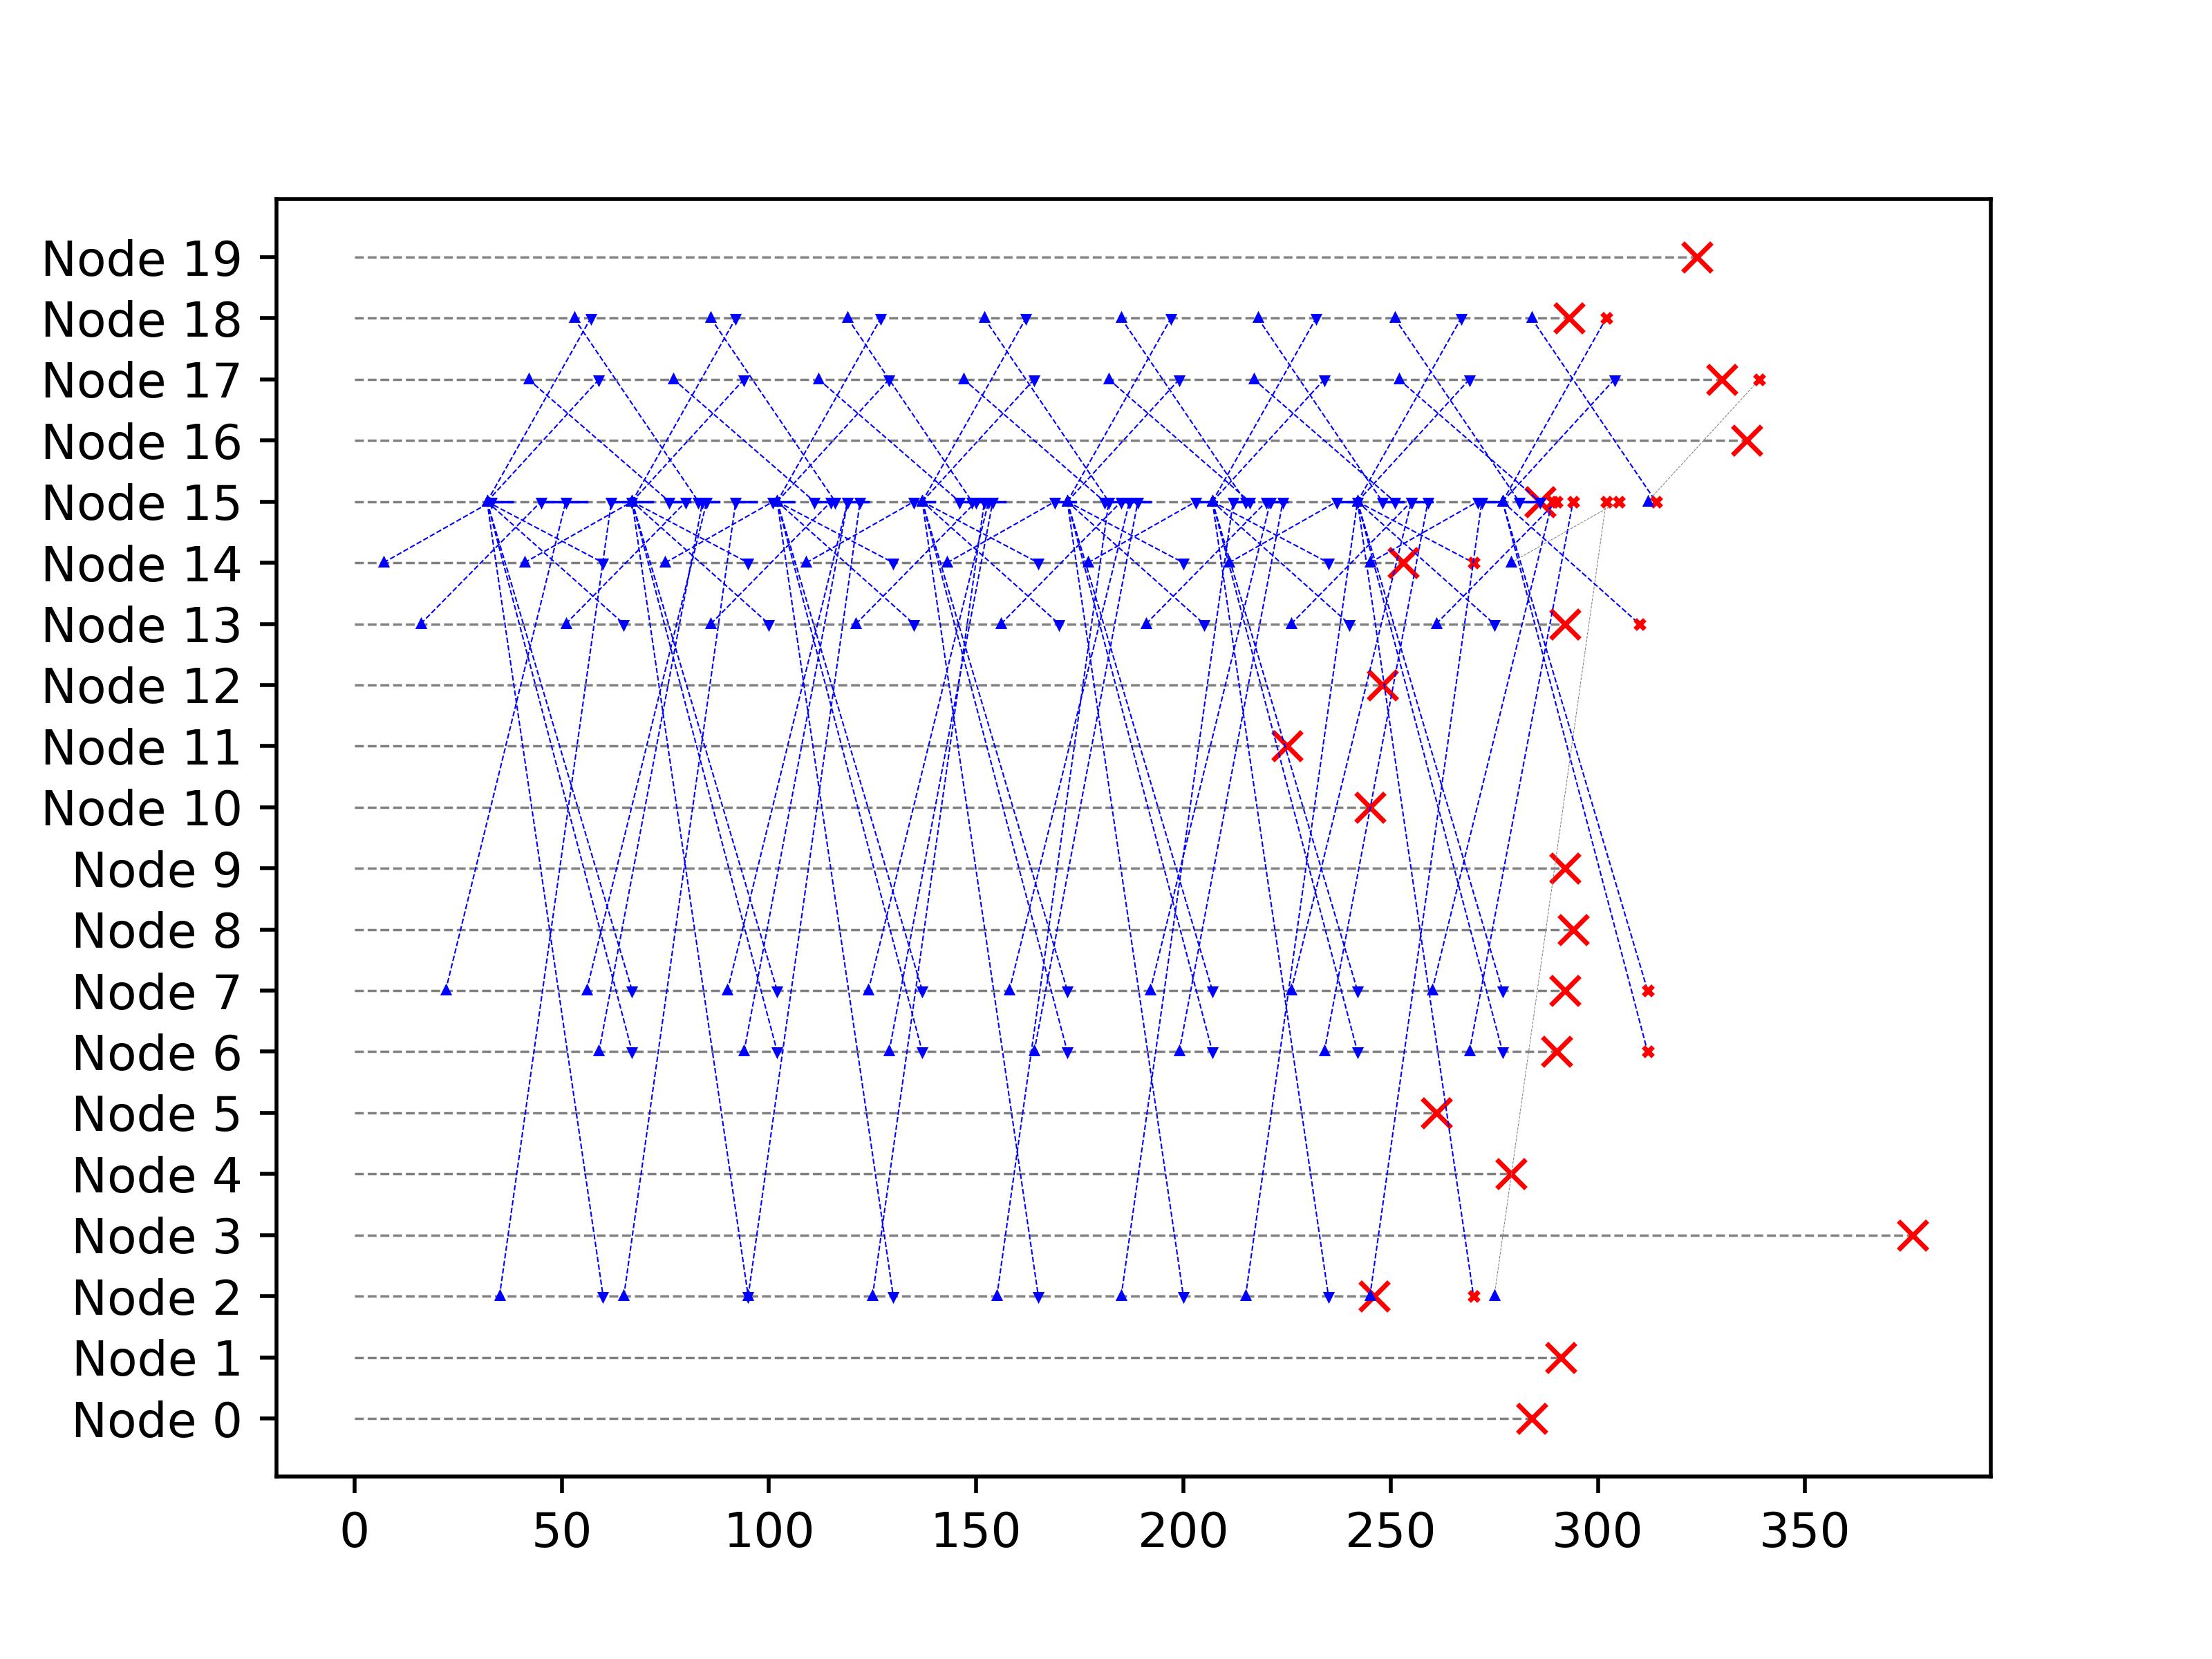 Node 19
Node 18
Node 17
Node 16
Node 15
Node 14
Node 13
Node 12
Node 11
Node 10
Node 9
Node 8
Node 7
Node 6
Node 5
Node 4
Node 3
Node 2
Node 1
Node 0
0 50 100 150 200 250 300 350